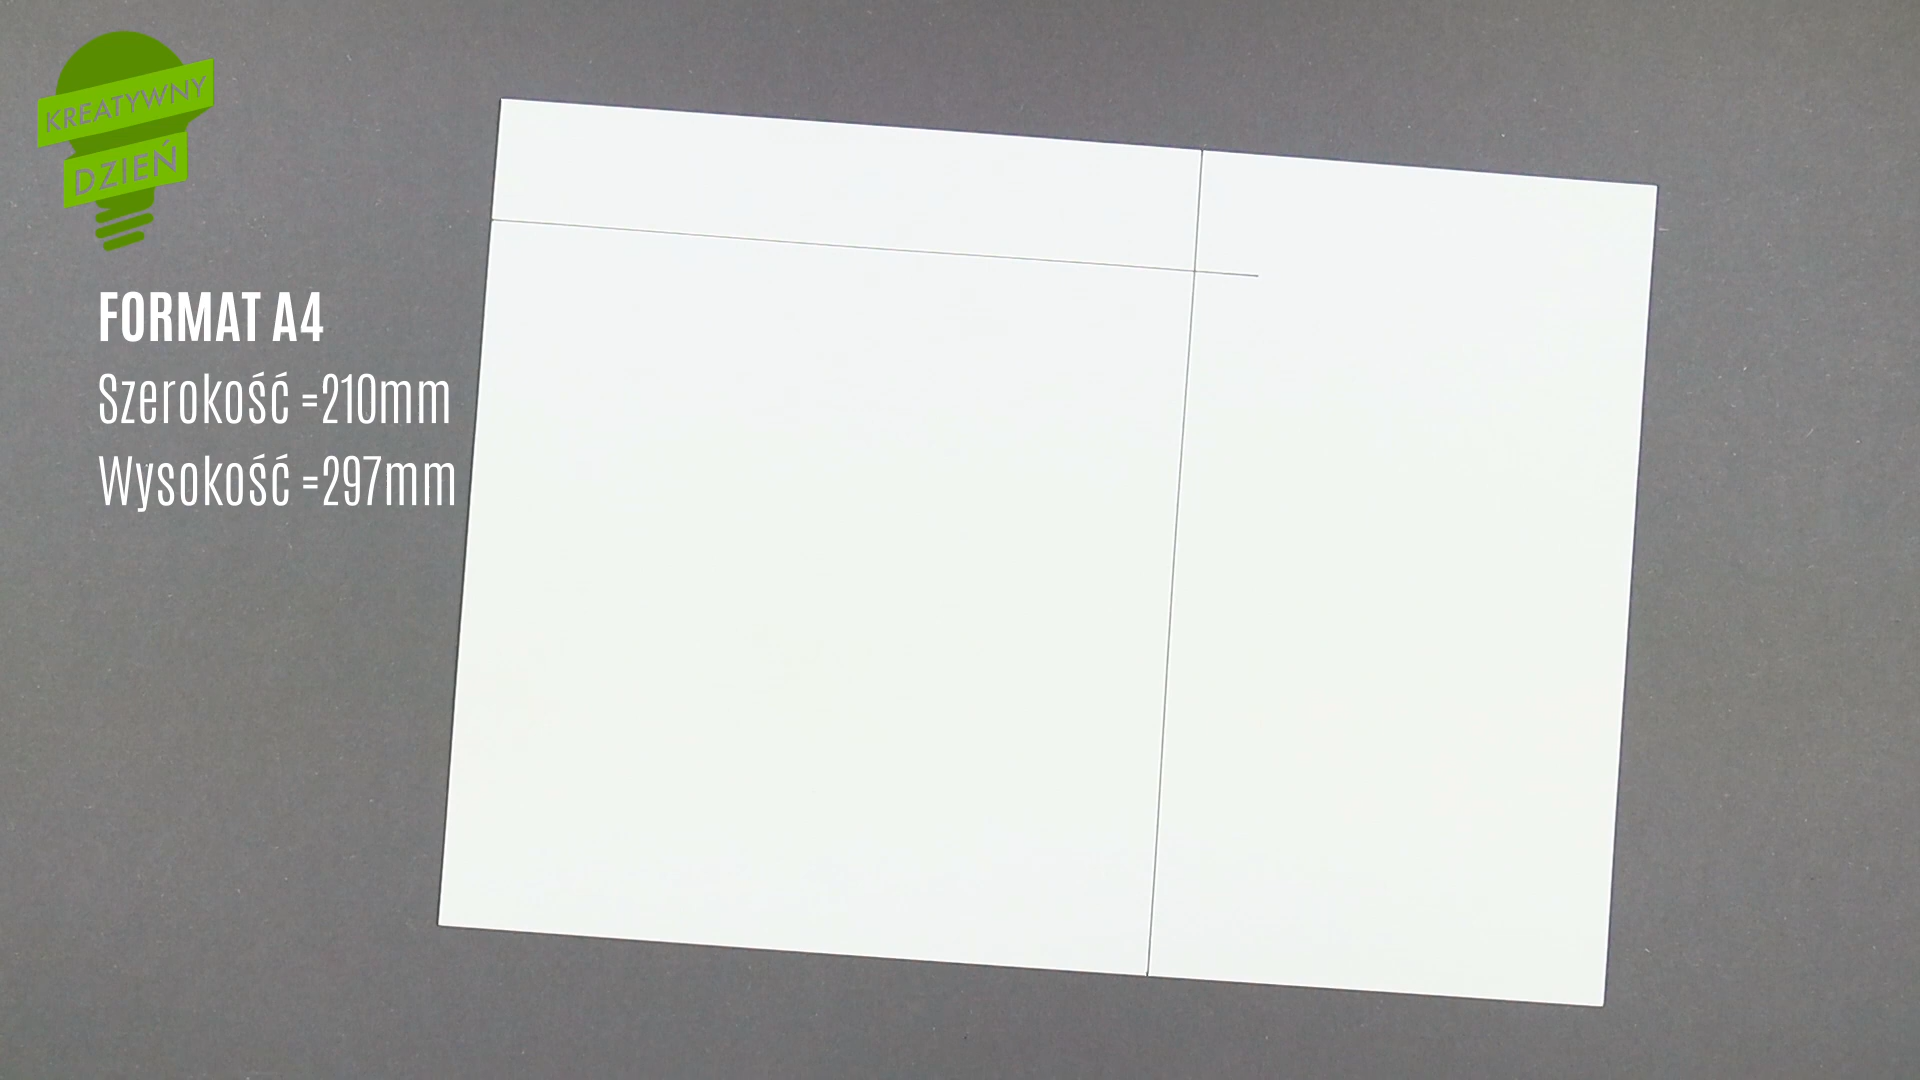 KREATYWNY
DZIEŃ
FORMAT A4
Szerokość =210mm
Wysokość =297mm